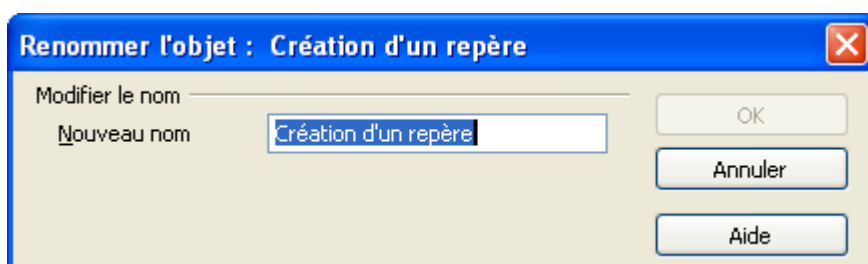 Renommer l'objet : Création d'un repère
Modifier le nom
OK
Nouveau nom Création d'un repère
Annuler
Aide